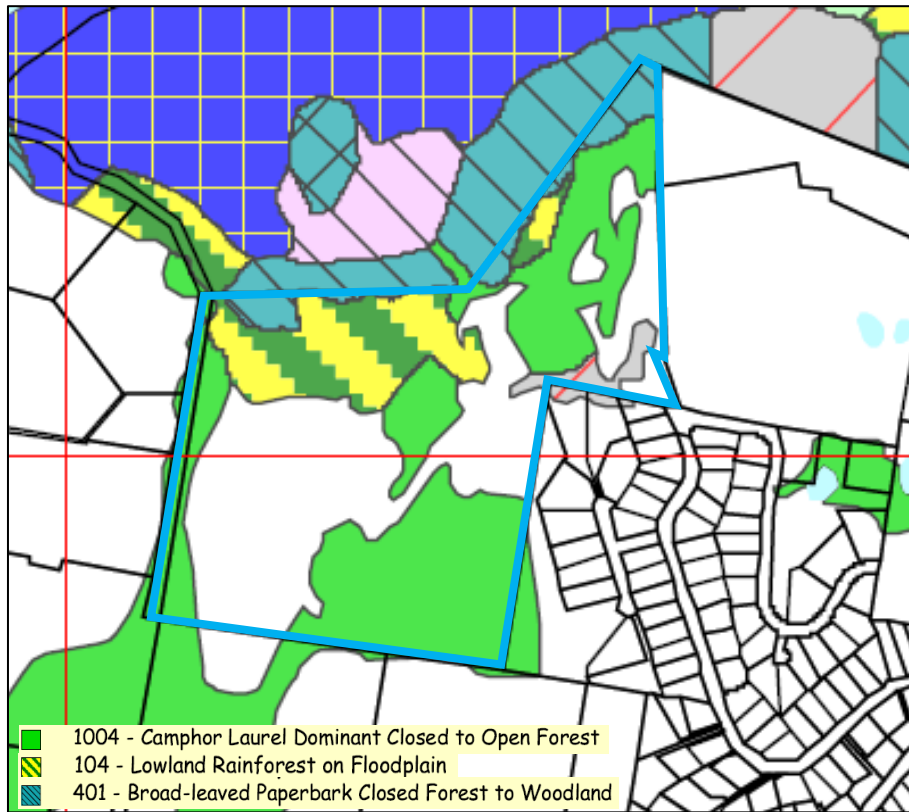 1004 - Camphor Laurel Dominant Closed to Open Forest
104 - Lowland Rainforest on Floodplain
401 - Broad-leaved Paperbark Closed Forest to Woodland